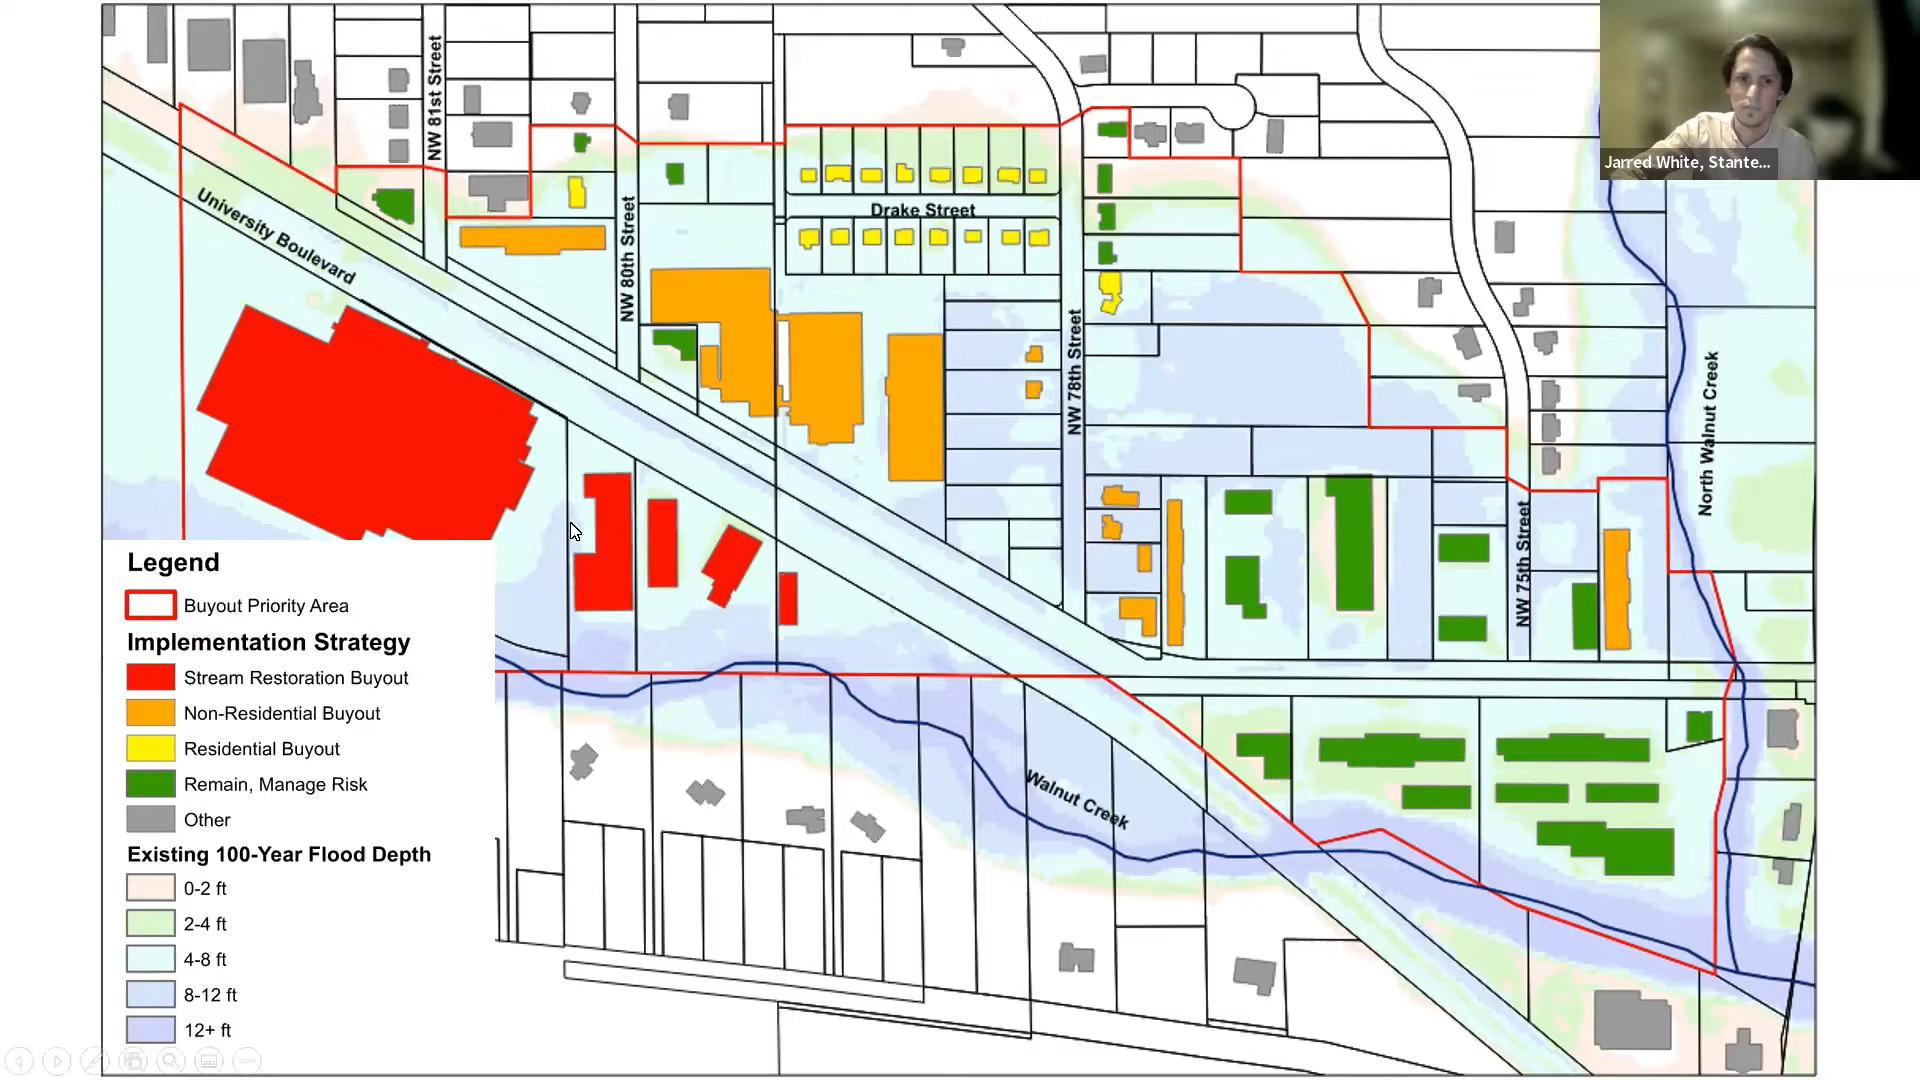 NW 81st Street
Jarred White, Stante...
University Boulevard
NW 80th Street
Drake Street
NW 78th Street
North Walnut Creek
NW 75th Street
Legend
Buyout Priority Area
Implementation Strategy
Stream Restoration Buyout
Non-Residential Buyout
Residential Buyout
Remain, Manage Risk
Other
Existing 100-Year Flood Depth
0-2 ft
2-4 ft
4-8 ft
8-12 ft
12+ ft
Walnut Creek